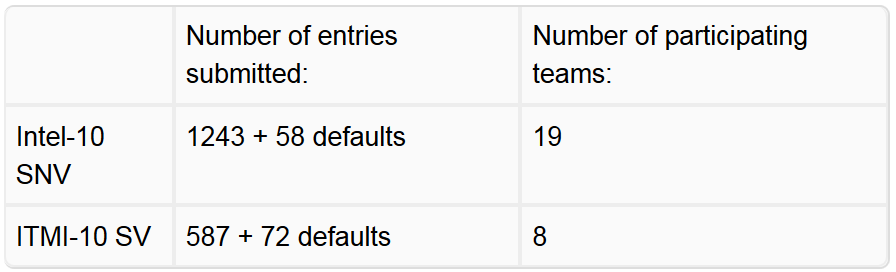 Number of entries
submitted:
Number of participating
teams:
Intel-10
SNV
1243 + 58 defaults
19
ITMI-10 SV
587 + 72 defaults
8